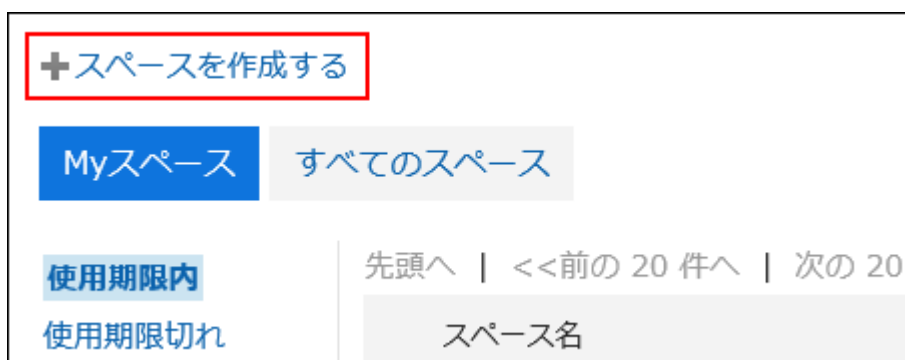 +スペースを作成する
Myスペース すべてのスペース
使用期限内 先頭へ | <<前の 20 件へ | 次の 20
使用期限切れ スペース名